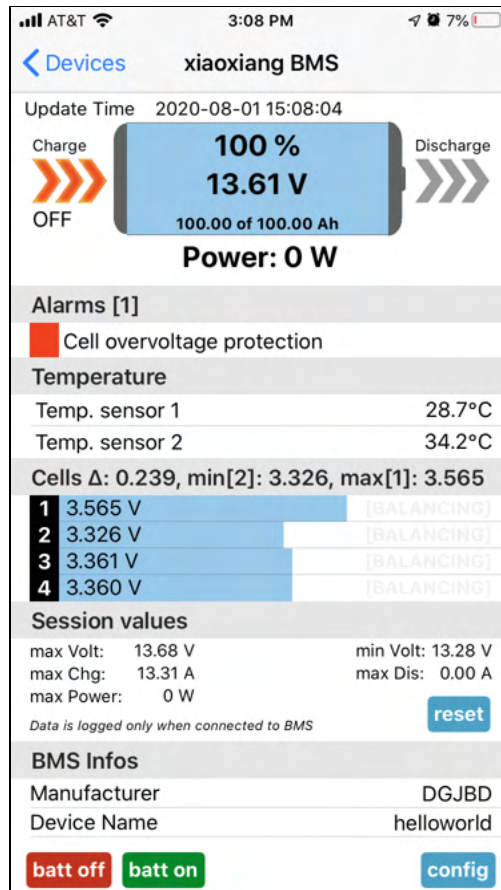 AT&T 3:08 PM 7%
Devices xiaoxiang BMS
Update Time 2020-08-01 15:08:04
Charge 100 % Discharge
13.61 V
OFF 100.00 of 100.00 Ah
Power: 0 W
Alarms [1]
Cell overvoltage protection
Temperature
Temp. sensor 1 28.7°C
Temp. sensor 2 34.2°C
Cells Δ: 0.239, min[2]: 3.326, max[1]: 3.565
1 3.565 V [BALANCING]
2 3.326 V [BALANCING]
3 3.361 V [BALANCING]
4 3.360 V [BALANCING]
Session values
max Volt: 13.68 V min Volt: 13.28 V
max Chg: 13.31 A max Dis: 0.00 A
max Power: 0 W
Data is logged only when connected to BMS reset
BMS Infos
Manufacturer DGJBD
Device Name helloworld
batt off batt on config